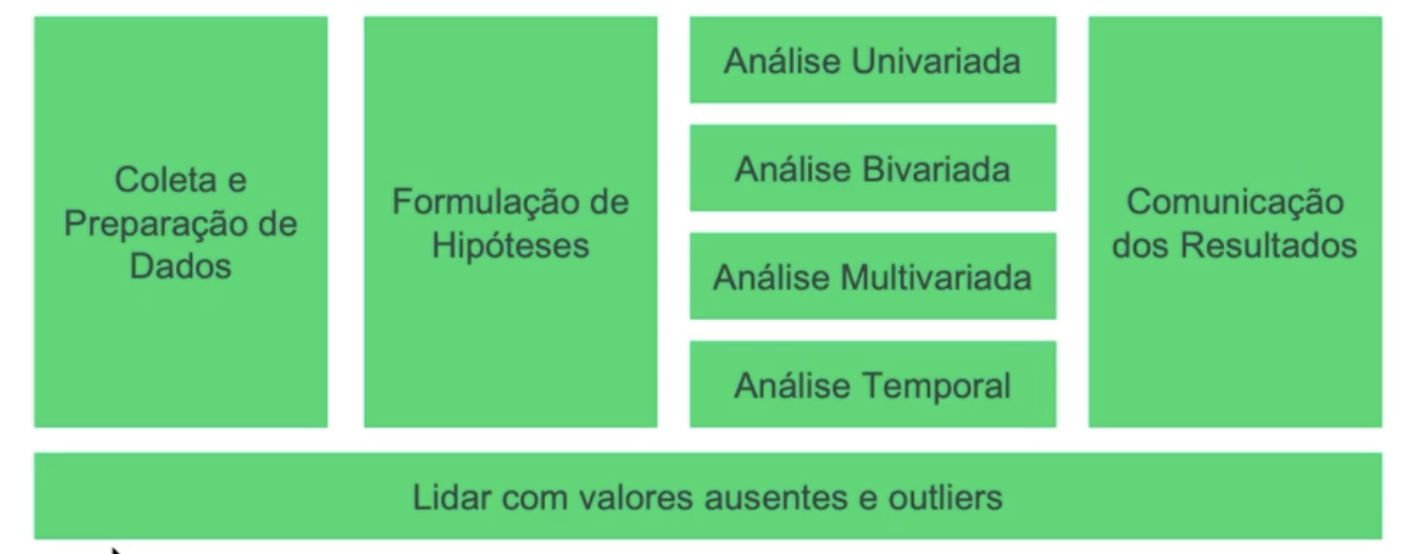 Coleta e
Preparação de
Dados
Formulação de
Hipóteses
Análise Univariada
Análise Bivariada
Análise Multivariada
Análise Temporal
Comunicação
dos Resultados
Lidar com valores ausentes e outliers